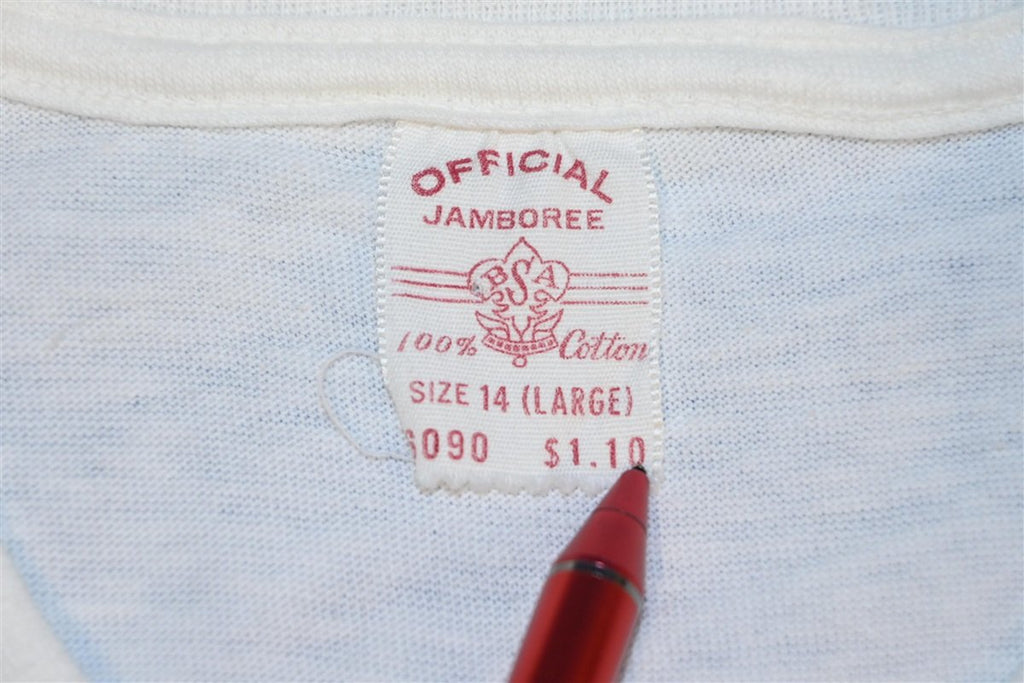 OFFICIAL
JAMBOREE
BSA
100% Cotton
SIZE 14 (LARGE)
6090 $1.10